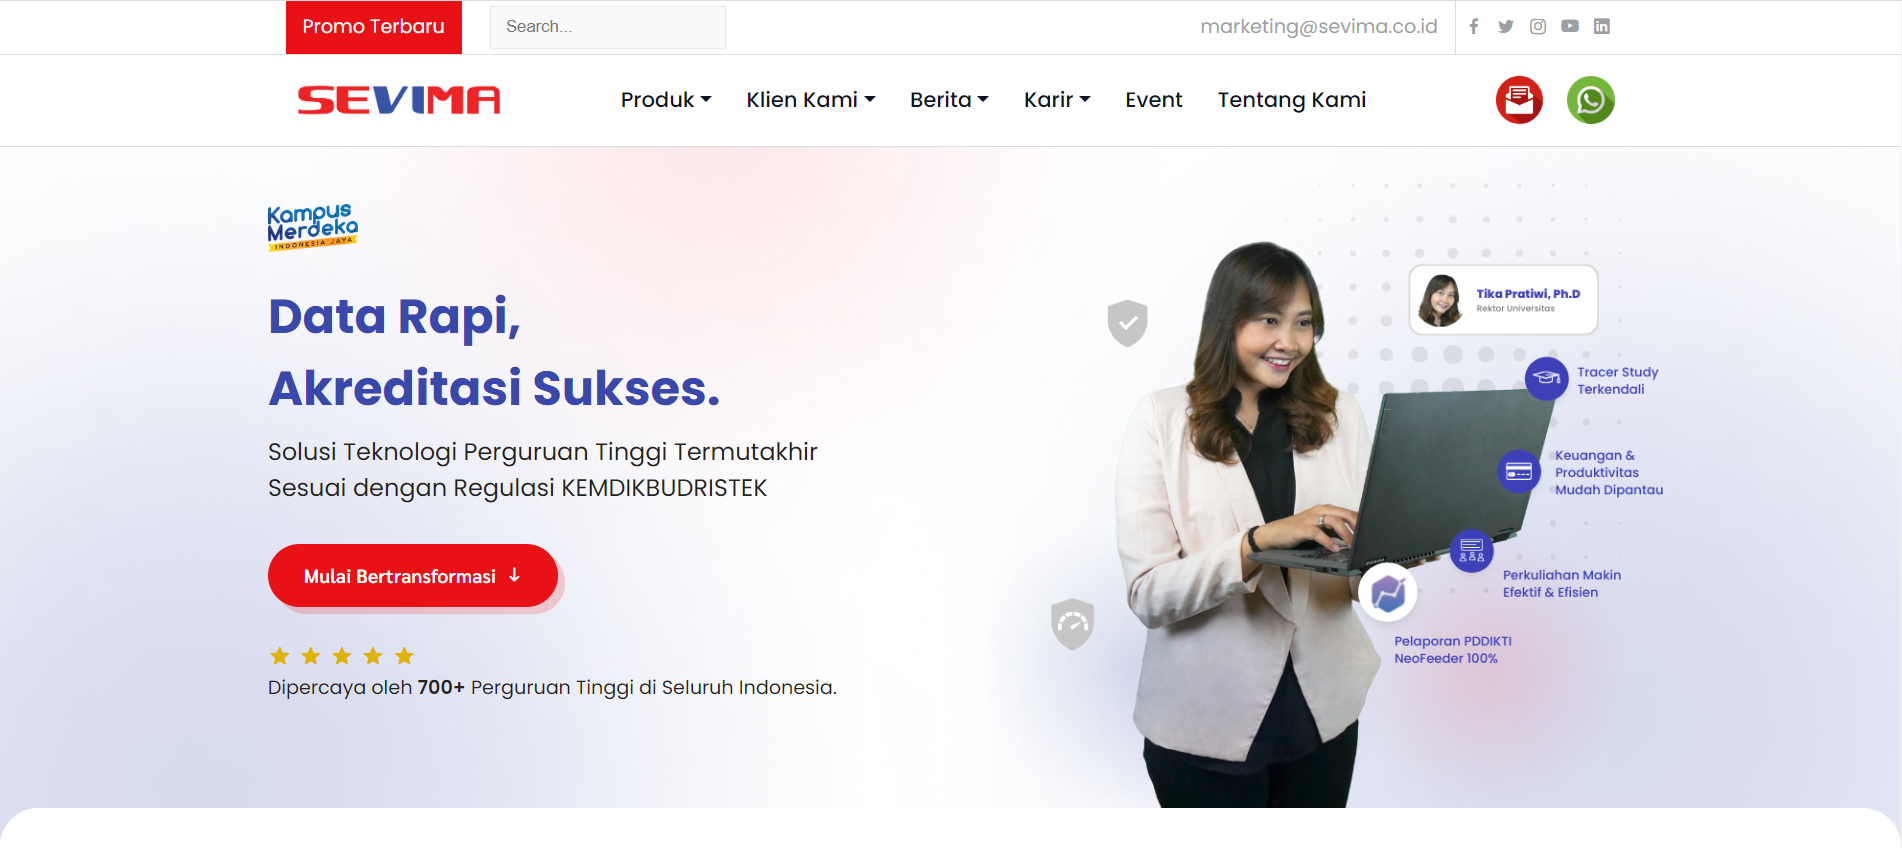 Promo Terbaru
Search...
marketing@sevima.co.id
SEVIMA
Produk
Klien Kami
Berita
Karir
Event
Tentang Kami
Kampus
Merdeka
INDONESIA JAYA
Data Rapi,
Akreditasi Sukses.
Solusi Teknologi Perguruan Tinggi Termutakhir
Sesuai dengan Regulasi KEMDIKBUDRISTEK
Mulai Bertransformasi ↓
Dipercaya oleh 700+ Perguruan Tinggi di Seluruh Indonesia.
Tika Pratiwi, Ph.D
Rektor Universitas
Tracer Study
Terkendali
Keuangan &
Produktivitas
Mudah Dipantau
Perkuliahan Makin
Efektif & Efisien
Pelaporan PDDIKTI
NeoFeeder 100%